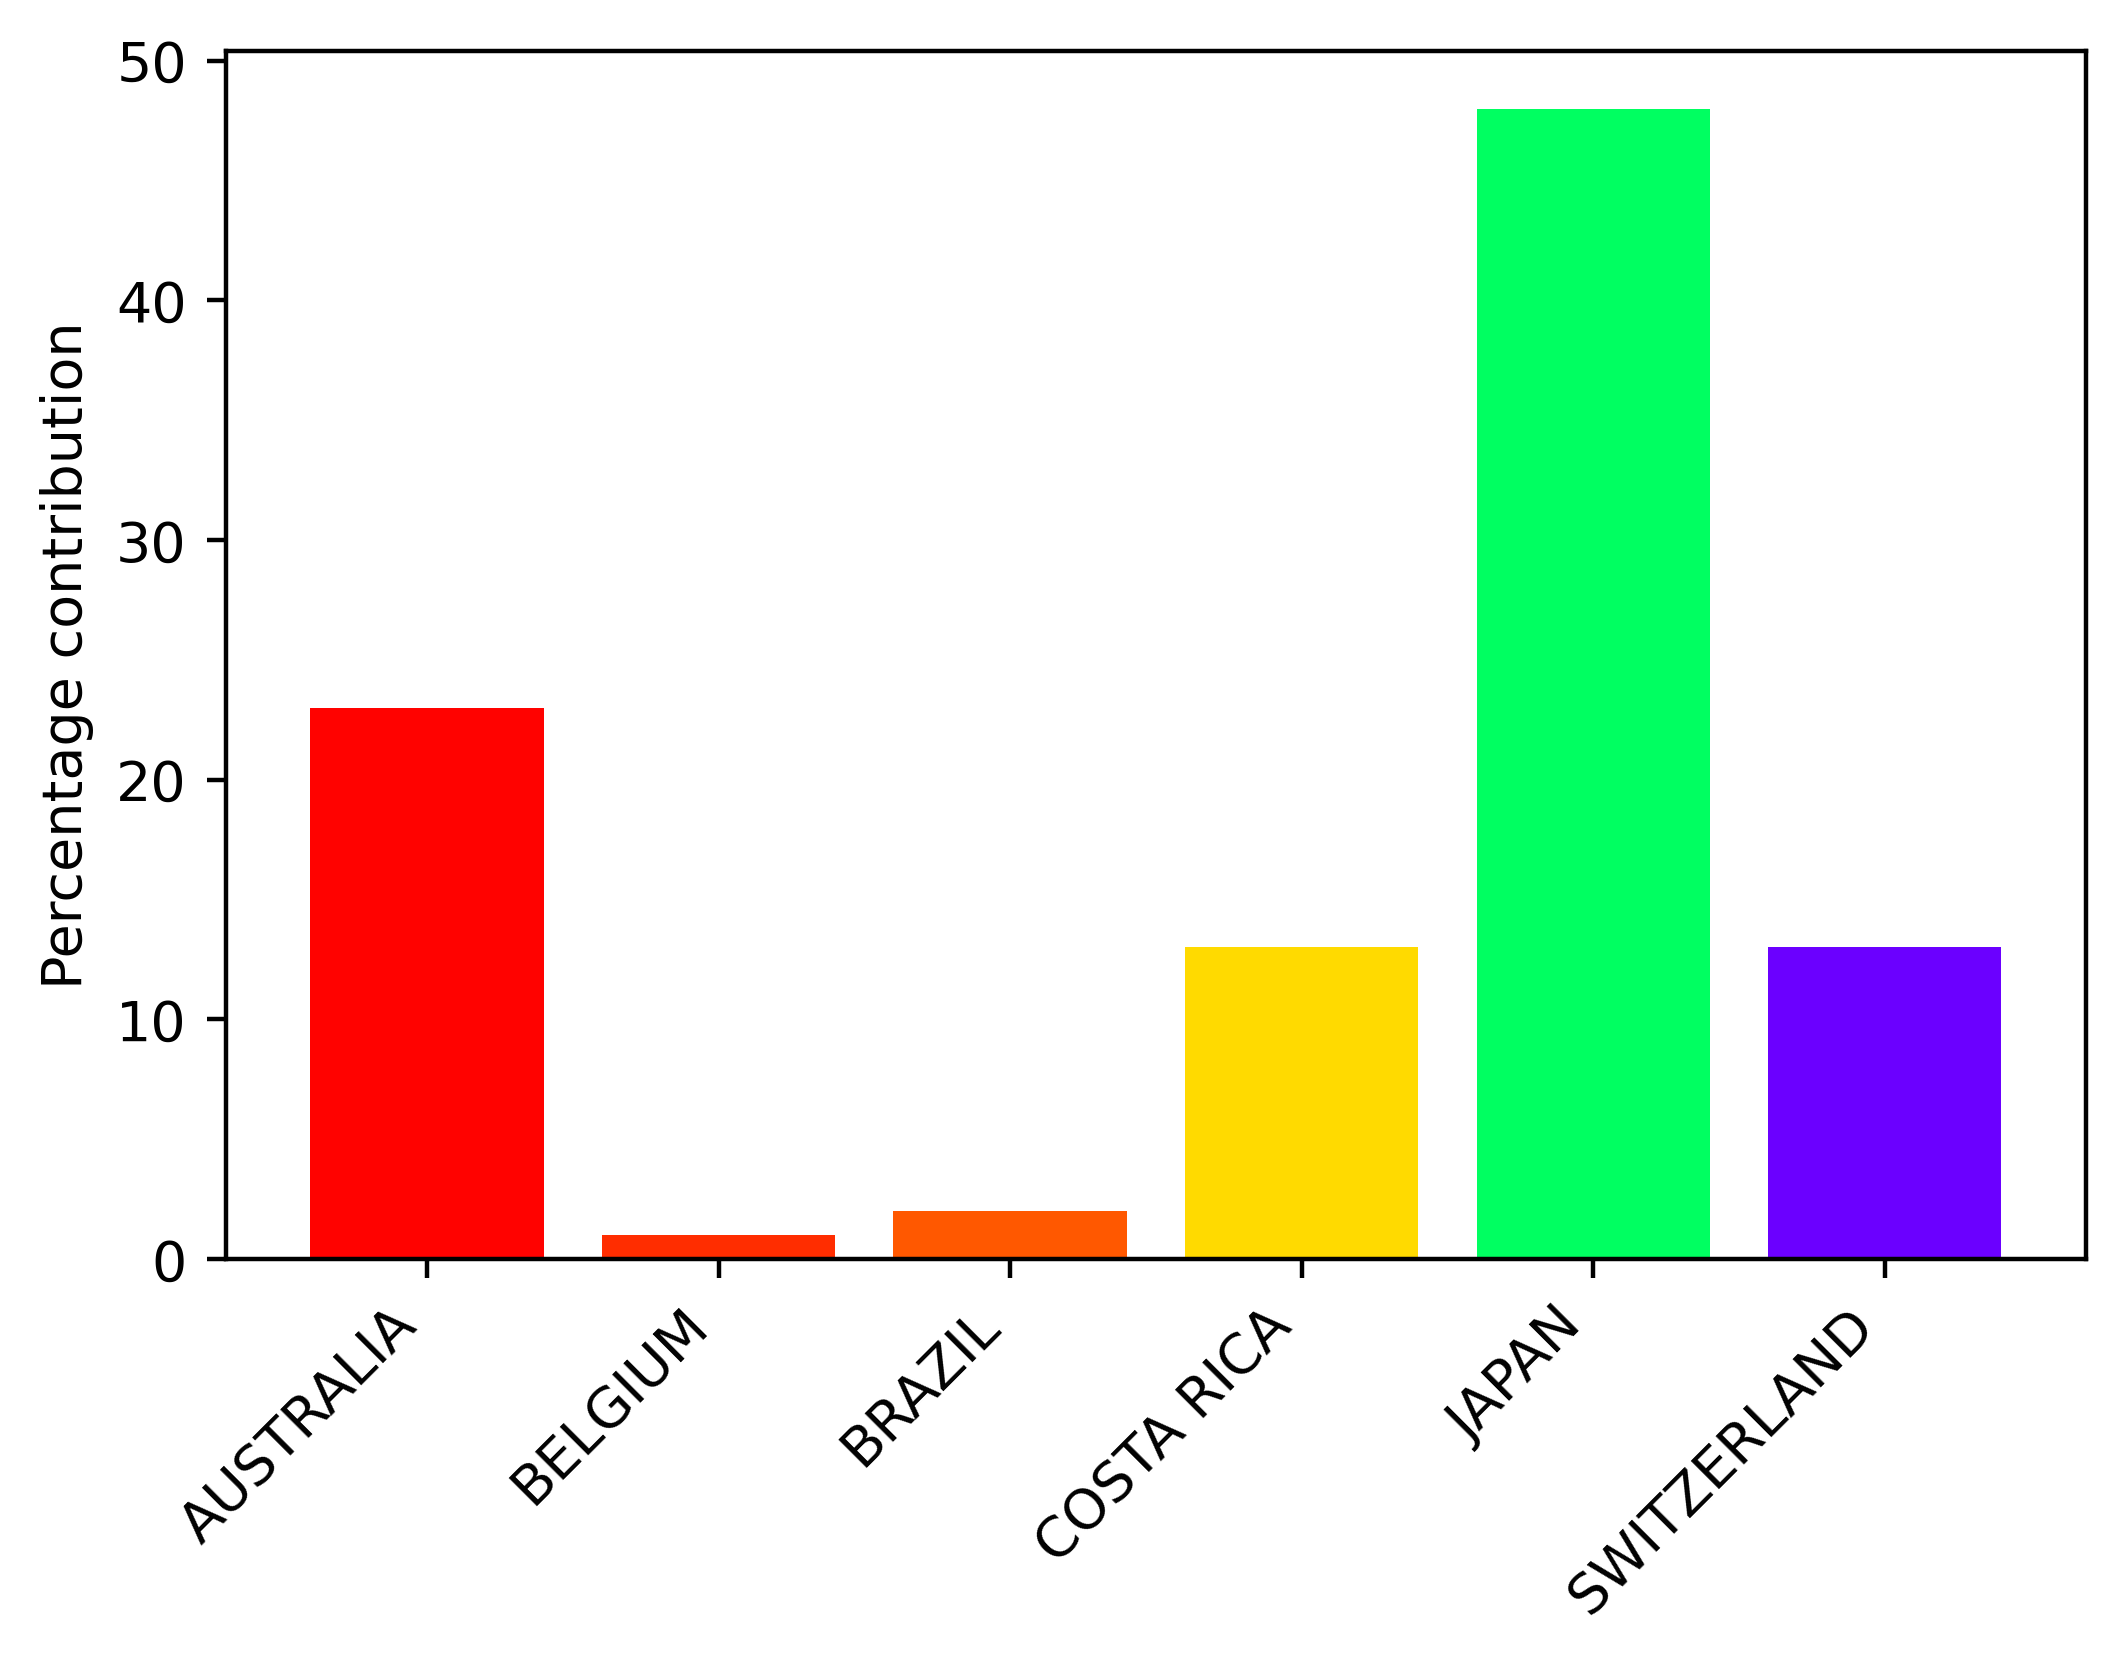 Percentage contribution
50
40
30
20
10
0
AUSTRALIA
BELGIUM
BRAZIL
COSTA RICA
JAPAN
SWITZERLAND